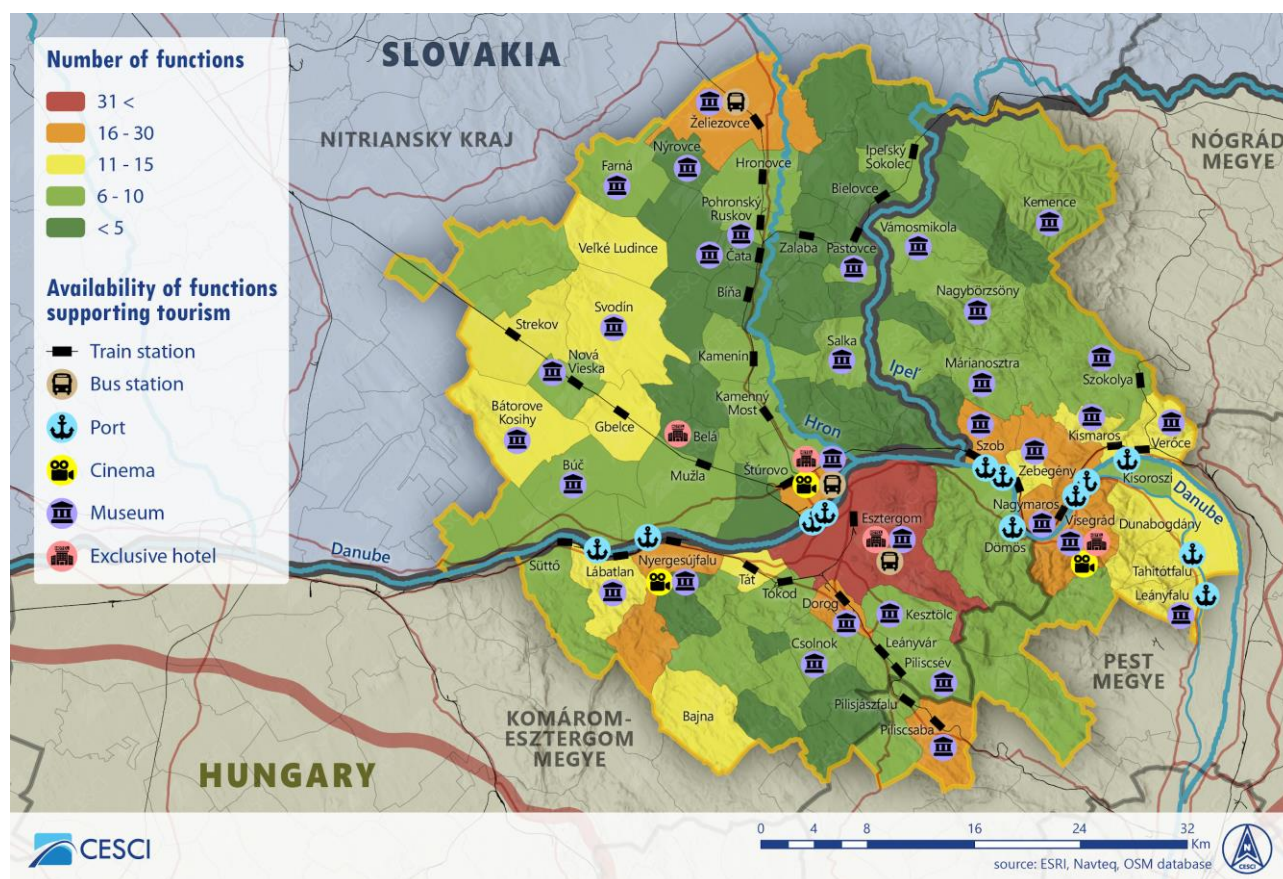 Number of functions
31 <
16 - 30
11 - 15
6 - 10
< 5
Availability of functions
supporting tourism
Train station
Bus station
Port
Cinema
Museum
Exclusive hotel
SLOVAKIA
NITRIANSKY KRAJ
NÓGRÁD
MEGYE
Želiezovce
Nýrovce
Farná
Hronovce
Ipeľský
Sokolec
Bielovce
Kemence
Pohronský
Ruskov
Vámosmikola
Veľké Ludince
Zalaba
Pastovce
Čata
Bíňa
Nagybörzsöny
Svodín
Strekov
Salka
Kamenín
Nová
Vieska
Ipeľ
Márianosztra
Szokolya
Kamenný
Most
Bátorove
Kosihy
Gbelce
Belá
Hron
Szob
Kismaros
Verőce
Búč
Mužla
Štúrovo
Zebegény
Kisoroszi
Danube
Nagymaros
Esztergom
Visegrád
Dunabogdány
Dömös
Danube
Süttő
Lábatlan
Nyergesújfalu
Tát
Tokod
Tahitótfalu
Leányfalu
Dorog
Kesztölc
Csolnok
Leányvár
Piliscsév
PEST
MEGYE
Pilisjászfalu
Bajna
Piliscsaba
KOMÁROM-
ESZTERGOM
MEGYE
HUNGARY
CESCI
0 4 8 16 24 32
Km
source: ESRI, Navteq, OSM database
CESCI